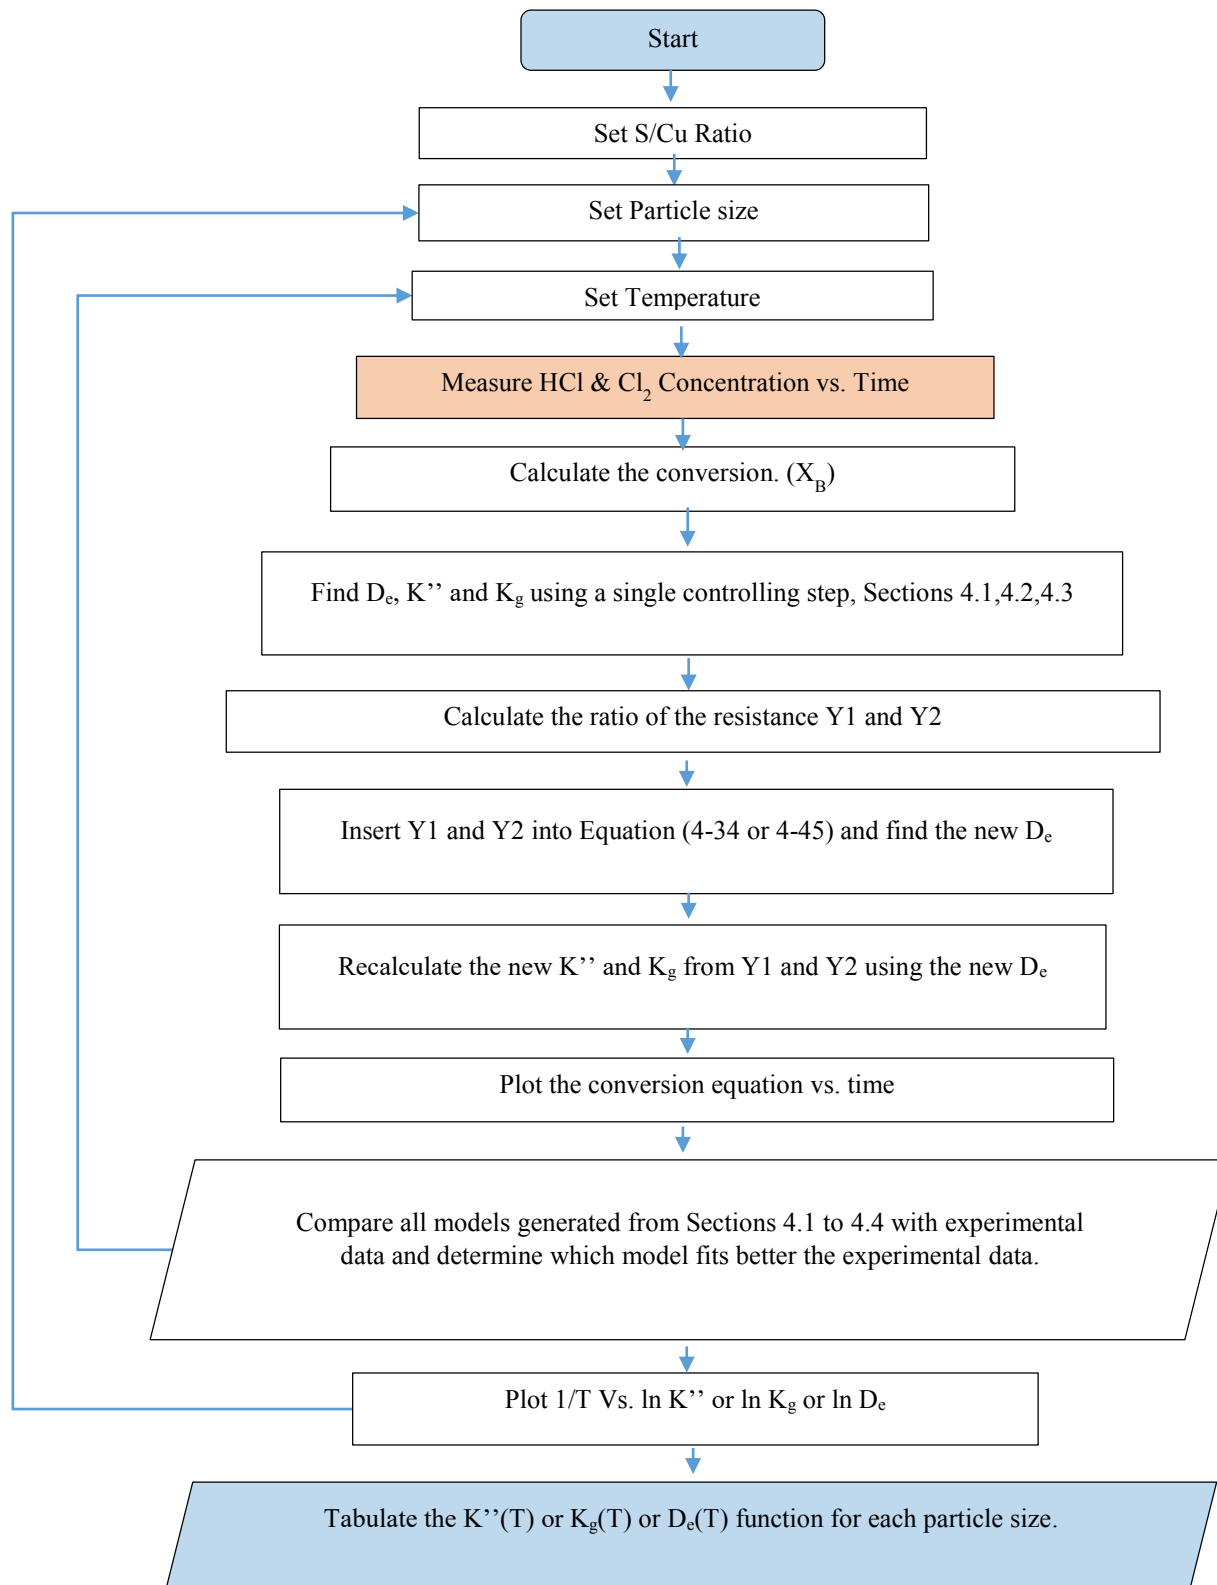 Start
Set S/Cu Ratio
Set Particle size
Set Temperature
Measure HCl & Cl₂ Concentration vs. Time
Calculate the conversion. (X_B)
Find Dₑ, K’’ and K_g using a single controlling step, Sections 4.1,4.2,4.3
Calculate the ratio of the resistance Y1 and Y2
Insert Y1 and Y2 into Equation (4-34 or 4-45) and find the new Dₑ
Recalculate the new K’’ and K_g from Y1 and Y2 using the new Dₑ
Plot the conversion equation vs. time
Compare all models generated from Sections 4.1 to 4.4 with experimental
data and determine which model fits better the experimental data.
Plot 1/T Vs. ln K’’ or ln K_g or ln Dₑ
Tabulate the K’’(T) or K_g(T) or Dₑ(T) function for each particle size.